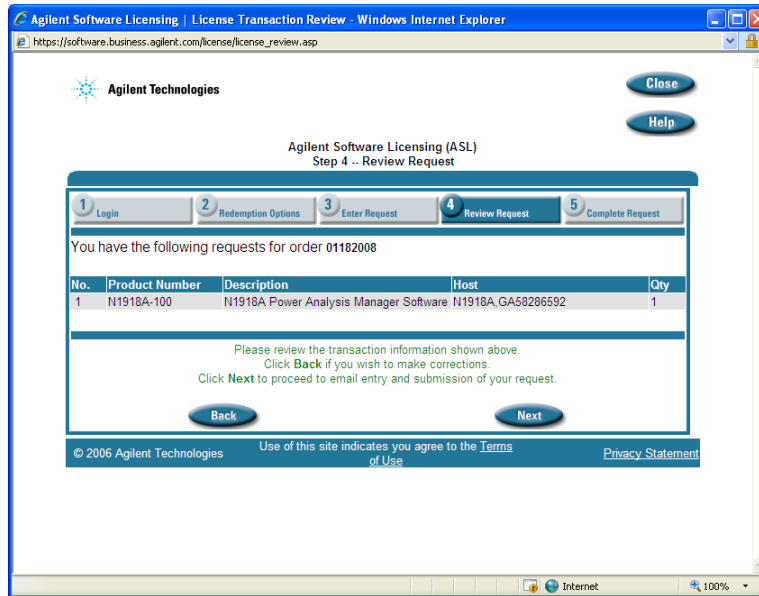 Agilent Software Licensing | License Transaction Review - Windows Internet Explorer
https://software.business.agilent.com/license/license_review.asp
Agilent Technologies
Close
Help
Agilent Software Licensing (ASL)
Step 4 -- Review Request
1 Login 2 Redemption Options 3 Enter Request 4 Review Request 5 Complete Request
You have the following requests for order 01182008
No. Product Number Description Host Qty
1 N1918A-100 N1918A Power Analysis Manager Software N1918A,GA58286592 1
Please review the transaction information shown above.
Click Back if you wish to make corrections.
Click Next to proceed to email entry and submission of your request.
Back Next
© 2006 Agilent Technologies Use of this site indicates you agree to the Terms of Use Privacy Statement
Internet 100%